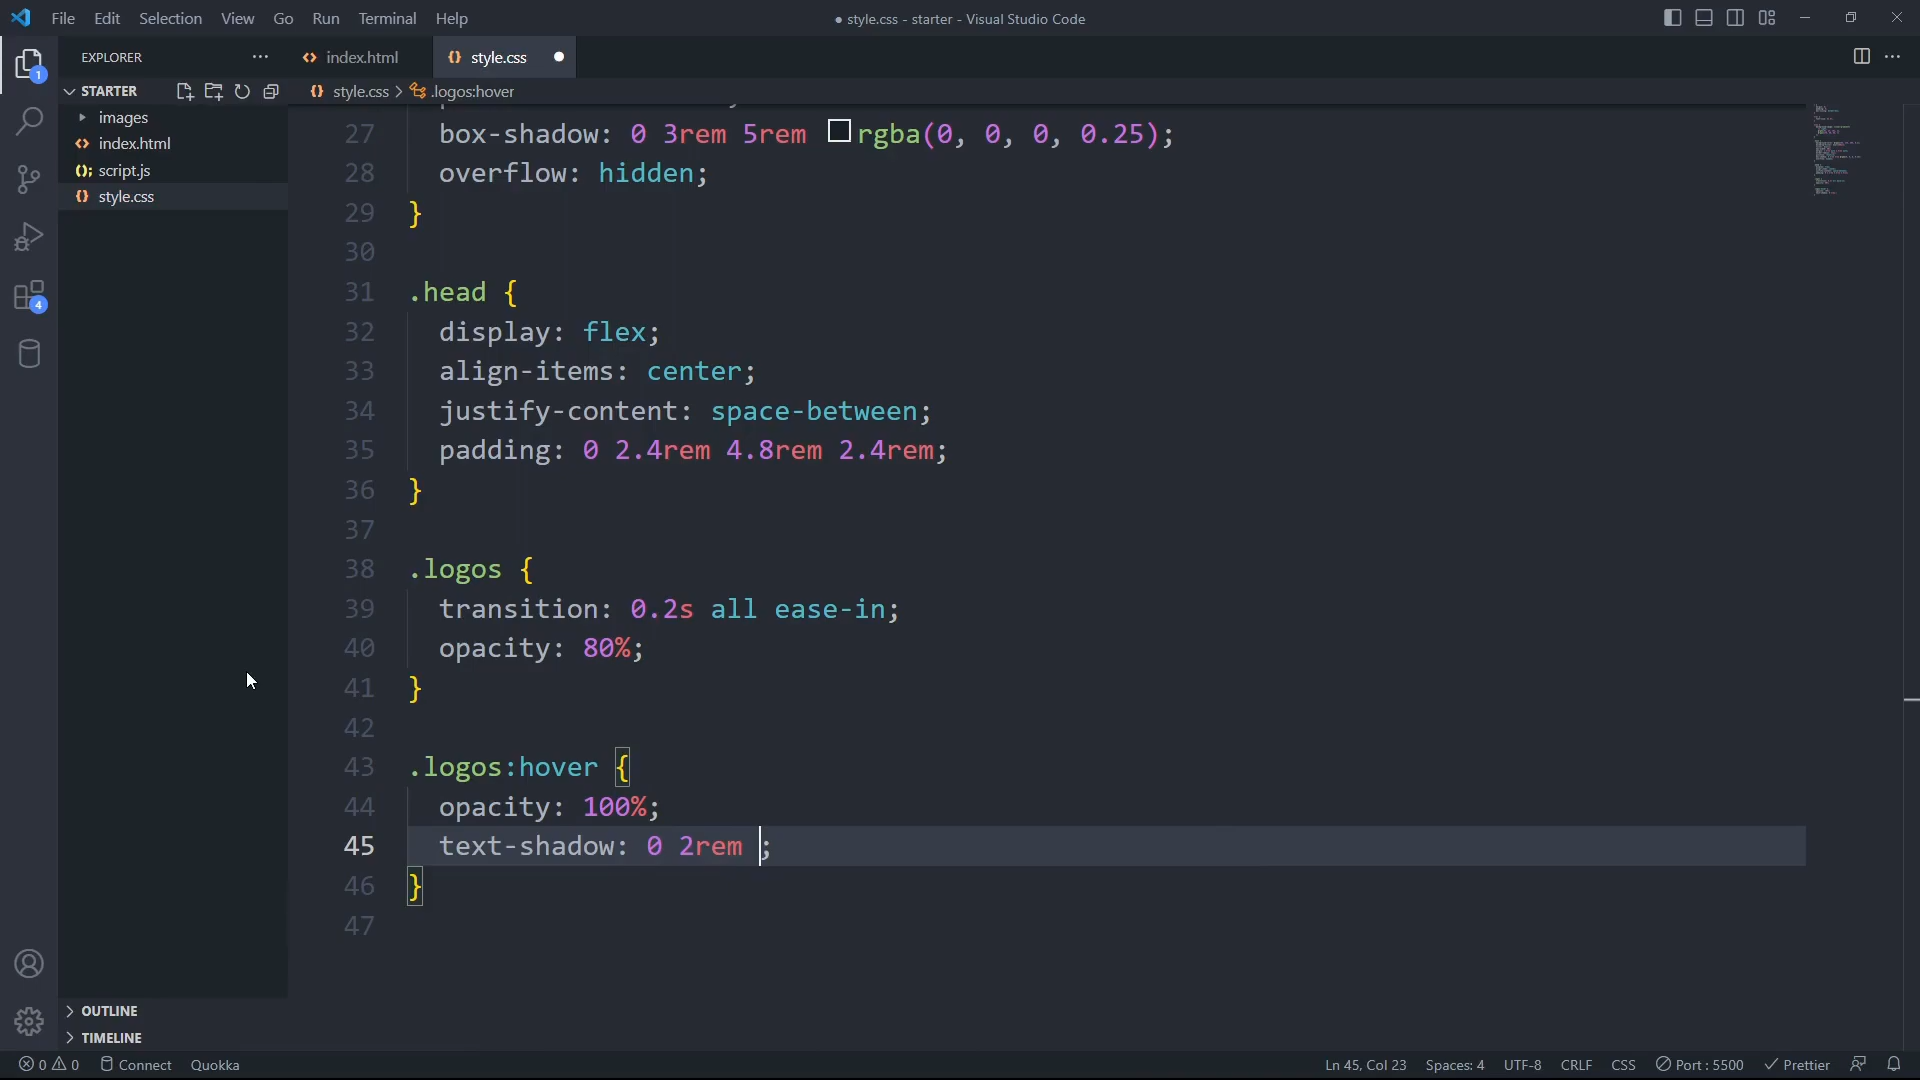 File Edit Selection View Go Run Terminal Help
● style.css - starter - Visual Studio Code
EXPLORER
index.html
style.css
STARTER
style.css > .logos:hover
images
index.html
script.js
style.css
27 box-shadow: 0 3rem 5rem rgba(0, 0, 0, 0.25);
28 overflow: hidden;
29 }
30
31 .head {
32 display: flex;
33 align-items: center;
34 justify-content: space-between;
35 padding: 0 2.4rem 4.8rem 2.4rem;
36 }
37
38 .logos {
39 transition: 0.2s all ease-in;
40 opacity: 80%;
41 }
42
43 .logos:hover {
44 opacity: 100%;
45 text-shadow: 0 2rem ;
46 }
47
1
4
OUTLINE
TIMELINE
0 0 Connect Quokka
Ln 45, Col 23 Spaces: 4 UTF-8 CRLF CSS Port : 5500 Prettier